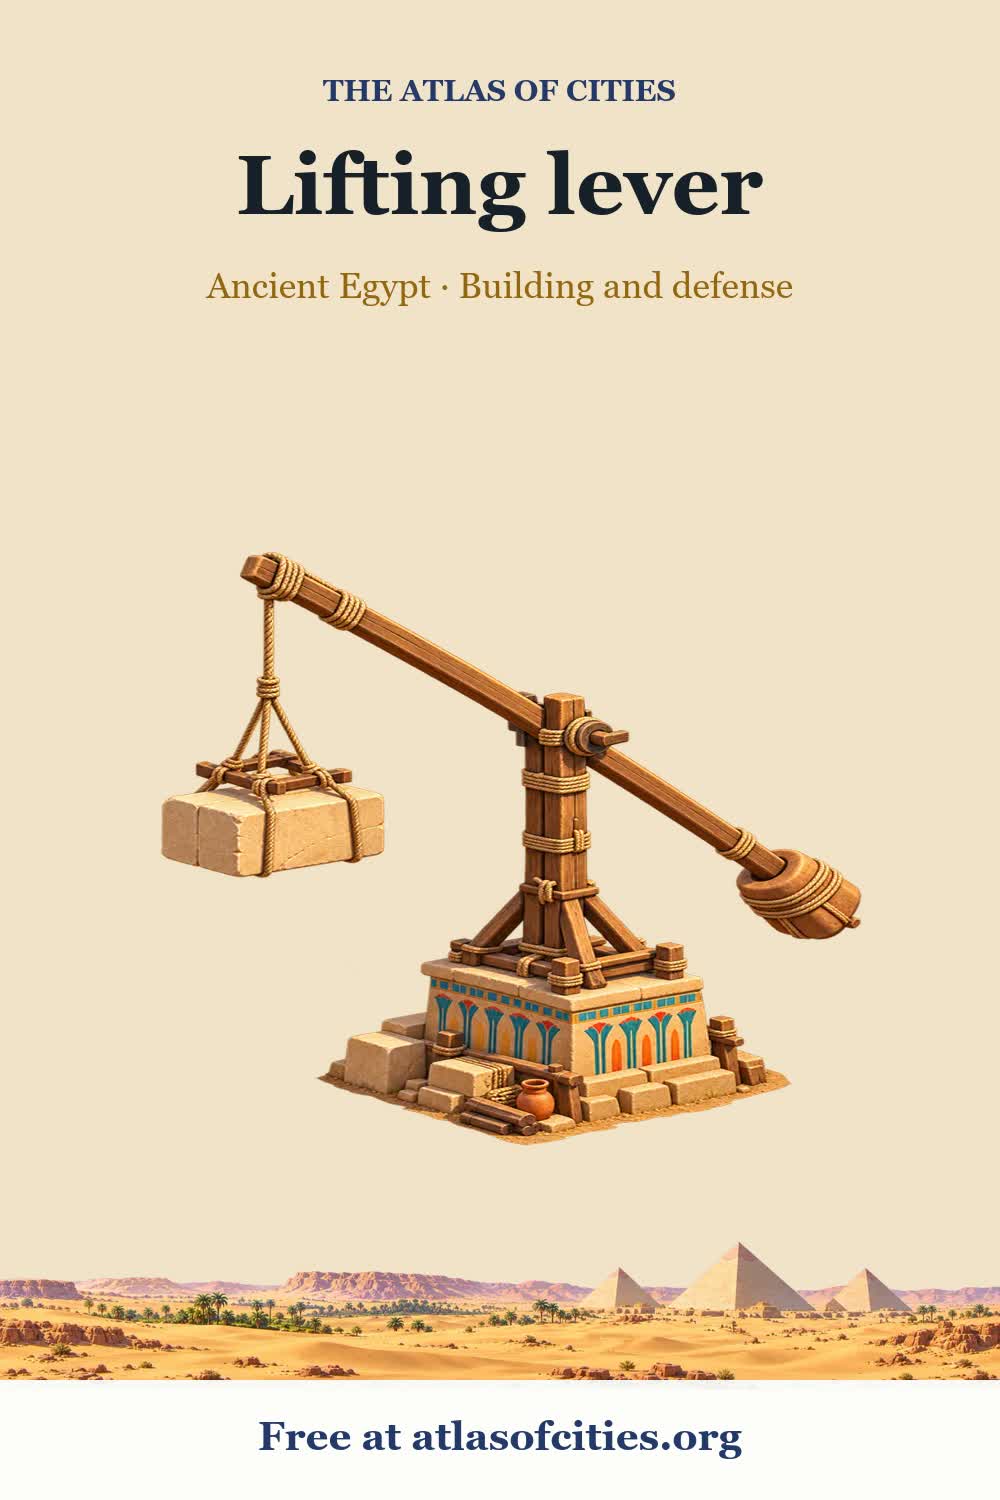 THE ATLAS OF CITIES
Lifting lever
Ancient Egypt · Building and defense
Free at atlasofcities.org